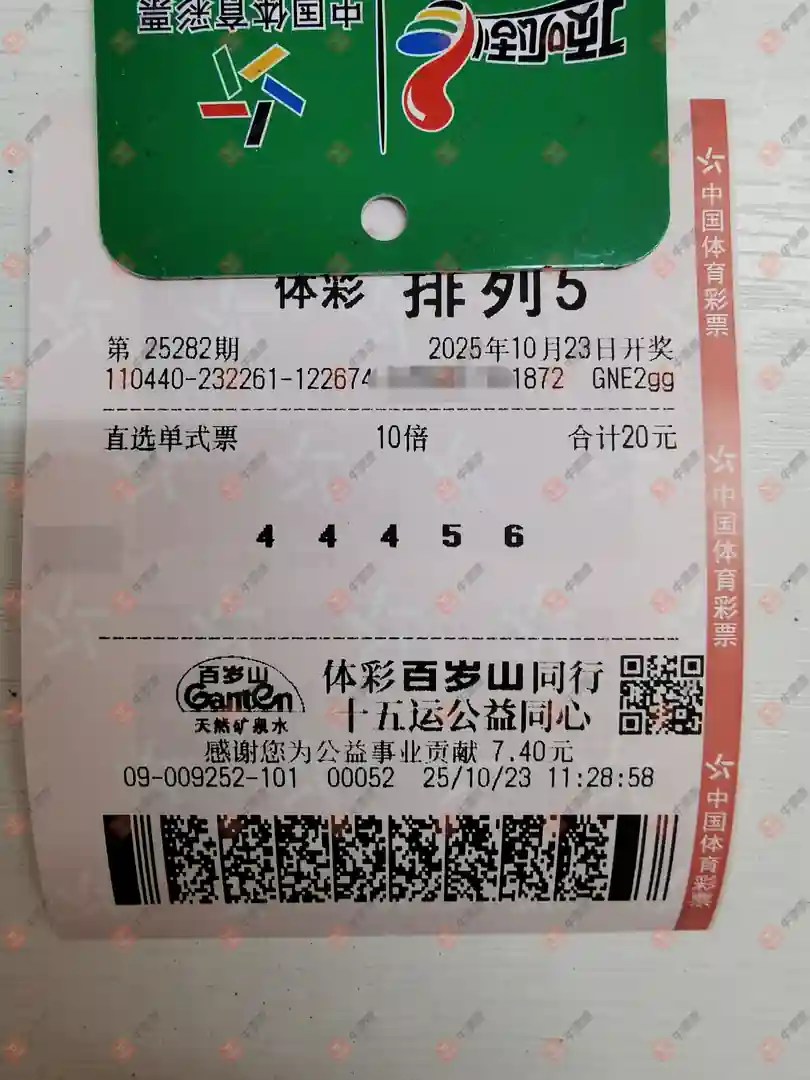 中国体育彩票
顶呱刮
体彩 排列5
第 25282期 2025年10月23日开奖
110440-232261-122674 1872 GNE2gg
直选单式票 10倍 合计20元
4 4 4 5 6
百岁山
Ganten
天然矿泉水
体彩百岁山同行
十五运公益同心
感谢您为公益事业贡献 7.40元
09-009252-101 00052 25/10/23 11:28:58
中国体育彩票
中国体育彩票
中国体育彩票